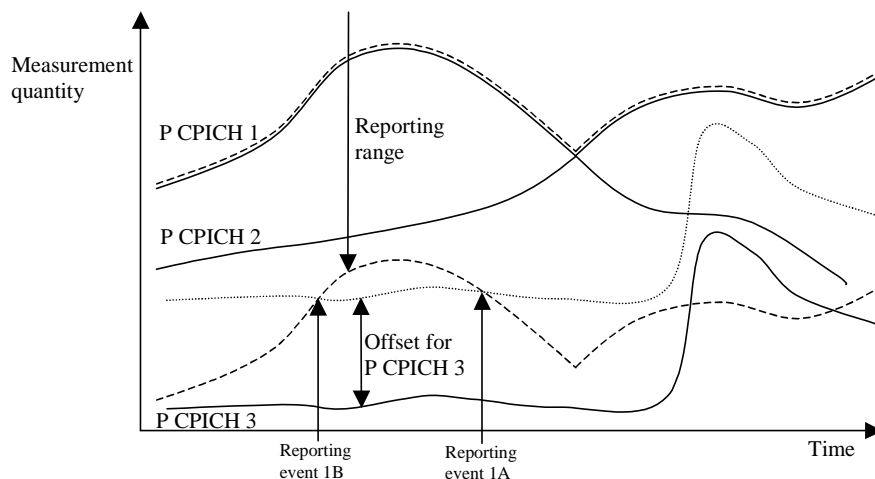 Measurement
quantity
P CPICH 1
Reporting
range
P CPICH 2
Offset for
P CPICH 3
P CPICH 3
Reporting
event 1B
Reporting
event 1A
Time